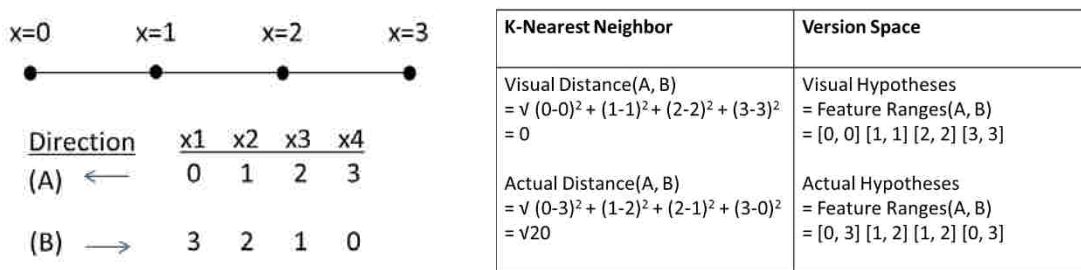 x=0 x=1 x=2 x=3
Direction x1 x2 x3 x4
(A) ← 0 1 2 3
(B) → 3 2 1 0
K-Nearest Neighbor
Visual Distance(A, B)
= √ (0-0)² + (1-1)² + (2-2)² + (3-3)²
= 0
Actual Distance(A, B)
= √ (0-3)² + (1-2)² + (2-1)² + (3-0)²
= √20
Version Space
Visual Hypotheses
= Feature Ranges(A, B)
= [0, 0] [1, 1] [2, 2] [3, 3]
Actual Hypotheses
= Feature Ranges(A, B)
= [0, 3] [1, 2] [1, 2] [0, 3]